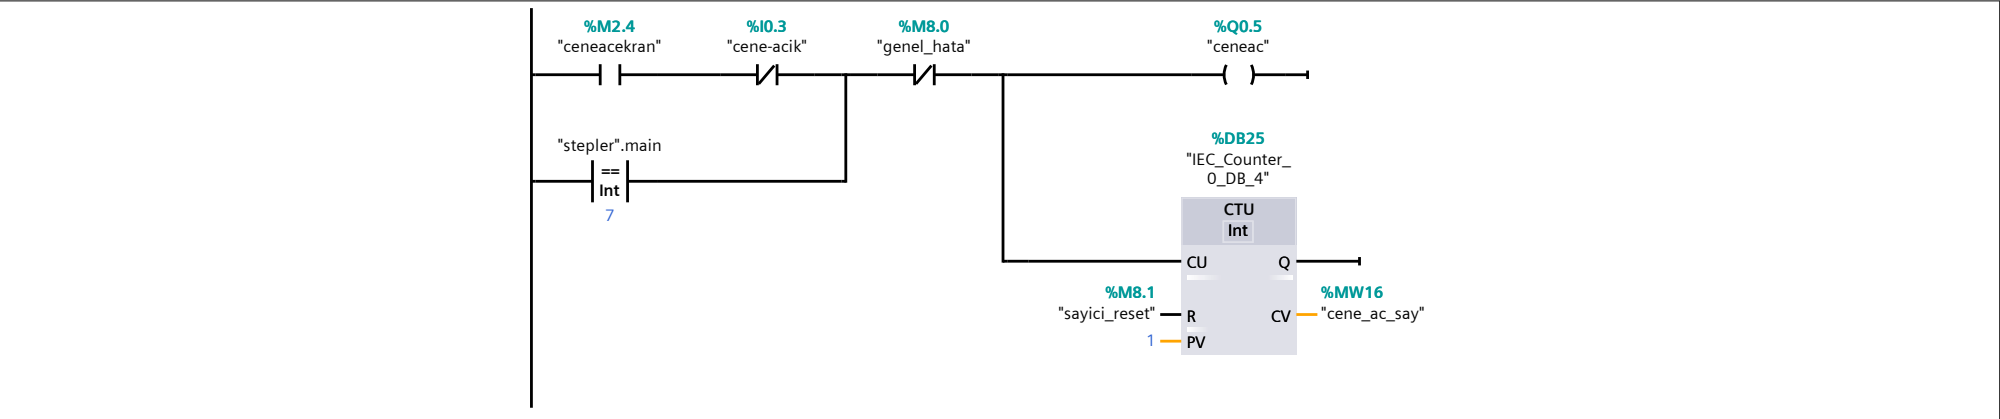 %M2.4 %I0.3 %M8.0 %Q0.5
"ceneacekran" "cene-acik" "genel_hata" "ceneac"
"stepler".main
==
Int
7
%DB25
"IEC_Counter_
0_DB_4"
CTU
Int
CU Q
%M8.1 %MW16
"sayici_reset" R CV "cene_ac_say"
1 PV